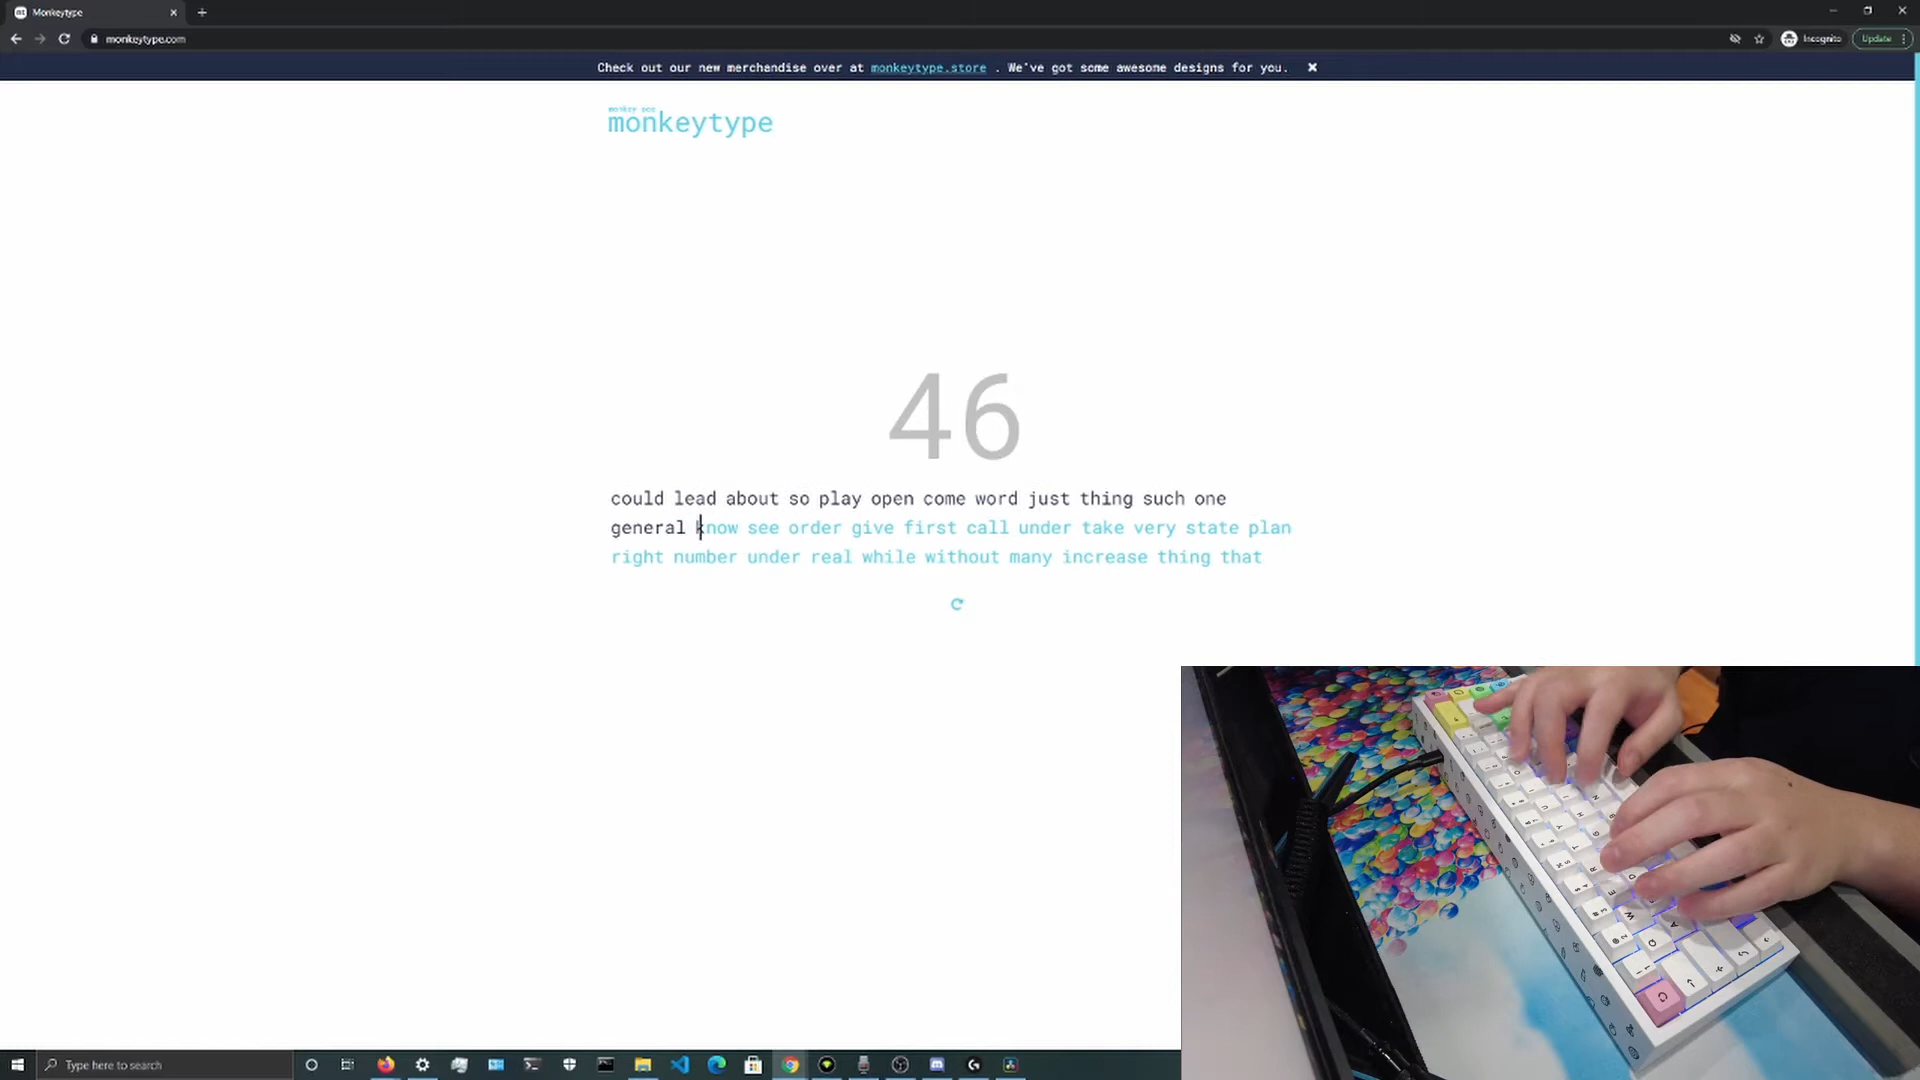 Monkeytype
monkeytype.com
Incognito
Update
Check out our new merchandise over at monkeytype.store . We've got some awesome designs for you.
monkey see
monkeytype
46
could lead about so play open come word just thing such one
general know see order give first call under take very state plan
right number under real while without many increase thing that
Type here to search